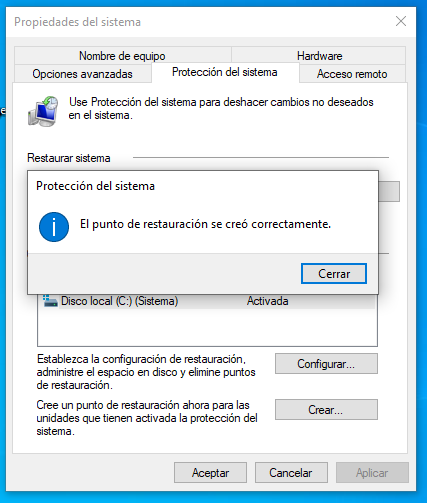 Propiedades del sistema
Nombre de equipo
Hardware
Opciones avanzadas
Protección del sistema
Acceso remoto
Use Protección del sistema para deshacer cambios no deseados
en el sistema.
Restaurar sistema
Protección del sistema
El punto de restauración se creó correctamente.
Cerrar
Disco local (C:) (Sistema)
Activada
Establezca la configuración de restauración,
administre el espacio en disco y elimine puntos
de restauración.
Configurar...
Cree un punto de restauración ahora para las
unidades que tienen activada la protección del
sistema.
Crear...
Aceptar
Cancelar
Aplicar